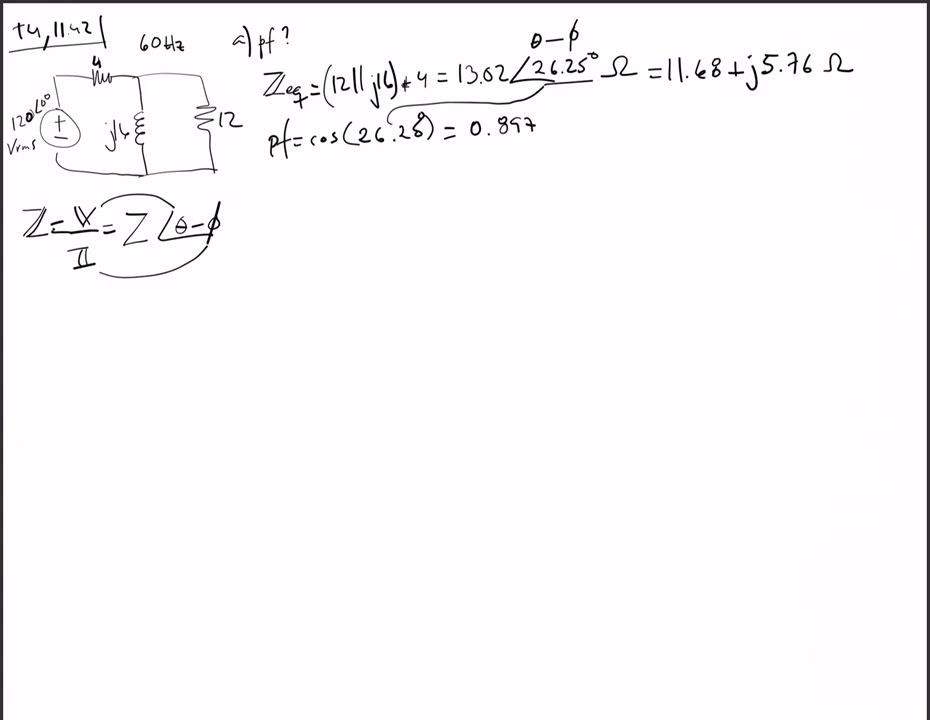 T4, 11.42 60Hz a) pf?
θ-ϕ
Zeq=(12||j16)+4 = 13.02∠26.25° Ω = 11.68+j5.76 Ω
pf=cos(26.28) = 0.897
4
120∠0°
Vrms
j16
12
Z=V/I=Z∠θ-ϕ